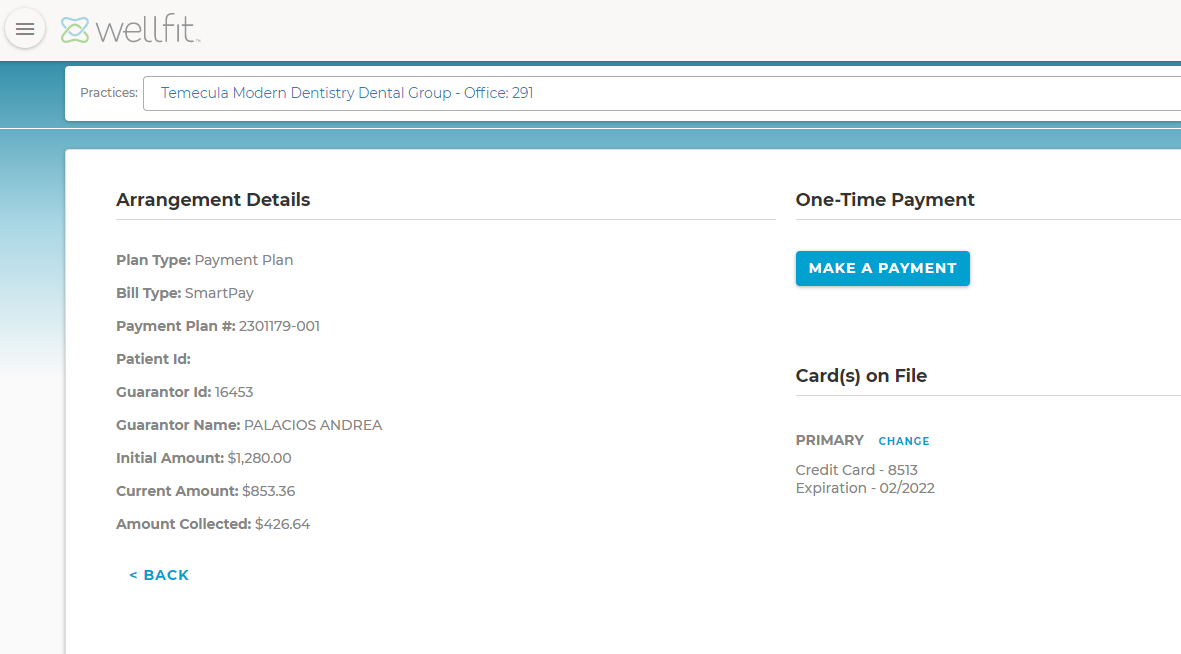 wellfit™
Practices: Temecula Modern Dentistry Dental Group - Office: 291
Arrangement Details
Plan Type: Payment Plan
Bill Type: SmartPay
Payment Plan #: 2301179-001
Patient Id:
Guarantor Id: 16453
Guarantor Name: PALACIOS ANDREA
Initial Amount: $1,280.00
Current Amount: $853.36
Amount Collected: $426.64
< BACK
One-Time Payment
MAKE A PAYMENT
Card(s) on File
PRIMARY CHANGE
Credit Card - 8513
Expiration - 02/2022